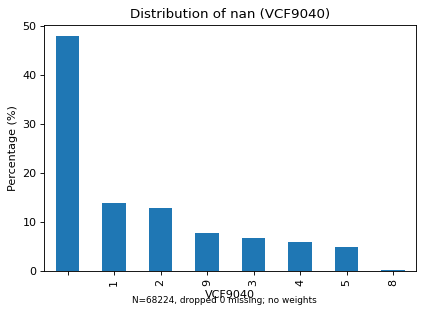 Distribution of nan (VCF9040)
Percentage (%)
50
40
30
20
10
0
1 2 9 3 4 5 8
VCF9040
N=68224, dropped 0 missing; no weights